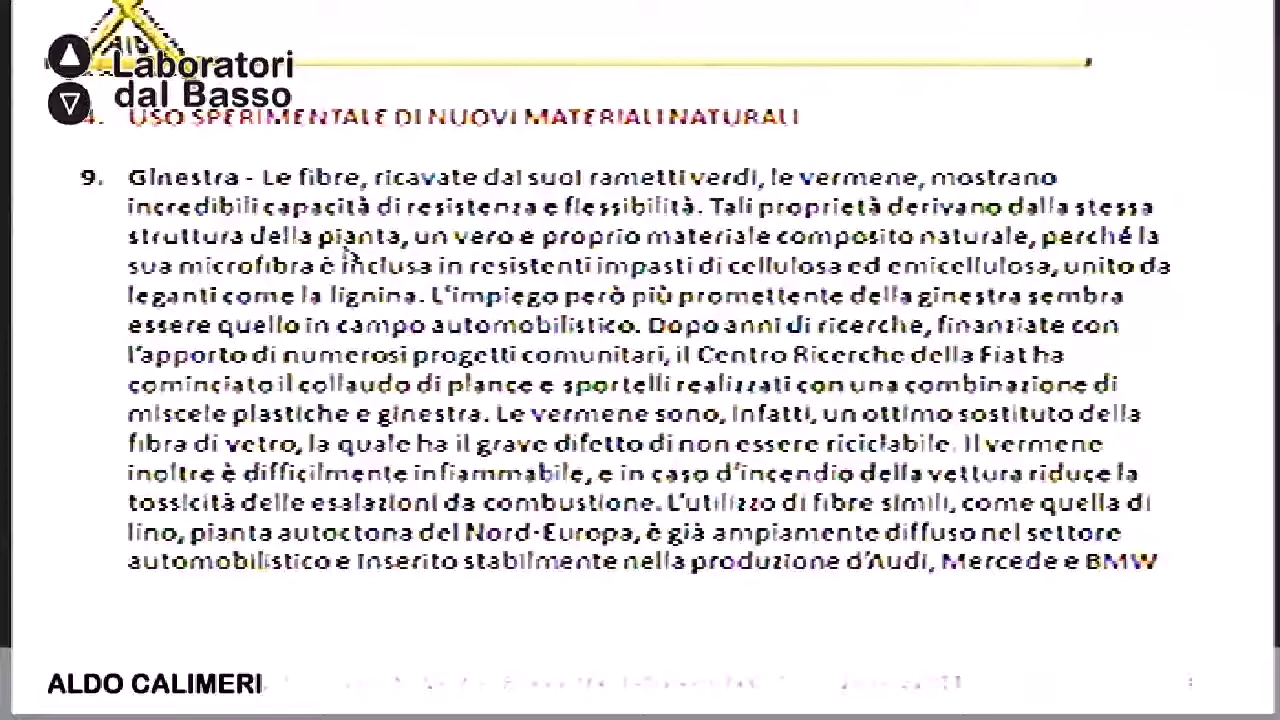 Laboratori
dal Basso
4. USO SPERIMENTALE DI NUOVI MATERIALI NATURALI
9. Ginestra - Le fibre, ricavate dai suoi rametti verdi, le vermene, mostrano
incredibili capacità di resistenza e flessibilità. Tali proprietà derivano dalla stessa
struttura della pianta, un vero e proprio materiale composito naturale, perché la
sua microfibra è inclusa in resistenti impasti di cellulosa ed emicellulosa, unito da
leganti come la lignina. L'impiego però più promettente della ginestra sembra
essere quello in campo automobilistico. Dopo anni di ricerche, finanziate con
l'apporto di numerosi progetti comunitari, il Centro Ricerche della Fiat ha
cominciato il collaudo di plance e sportelli realizzati con una combinazione di
miscele plastiche e ginestra. Le vermene sono, infatti, un ottimo sostituto della
fibra di vetro, la quale ha il grave difetto di non essere riciclabile. Il vermene
inoltre è difficilmente infiammabile, e in caso d'incendio della vettura riduce la
tossicità delle esalazioni da combustione. L'utilizzo di fibre simili, come quella di
lino, pianta autoctona del Nord-Europa, è già ampiamente diffuso nel settore
automobilistico e inserito stabilmente nella produzione d'Audi, Mercede e BMW
ALDO CALIMERI